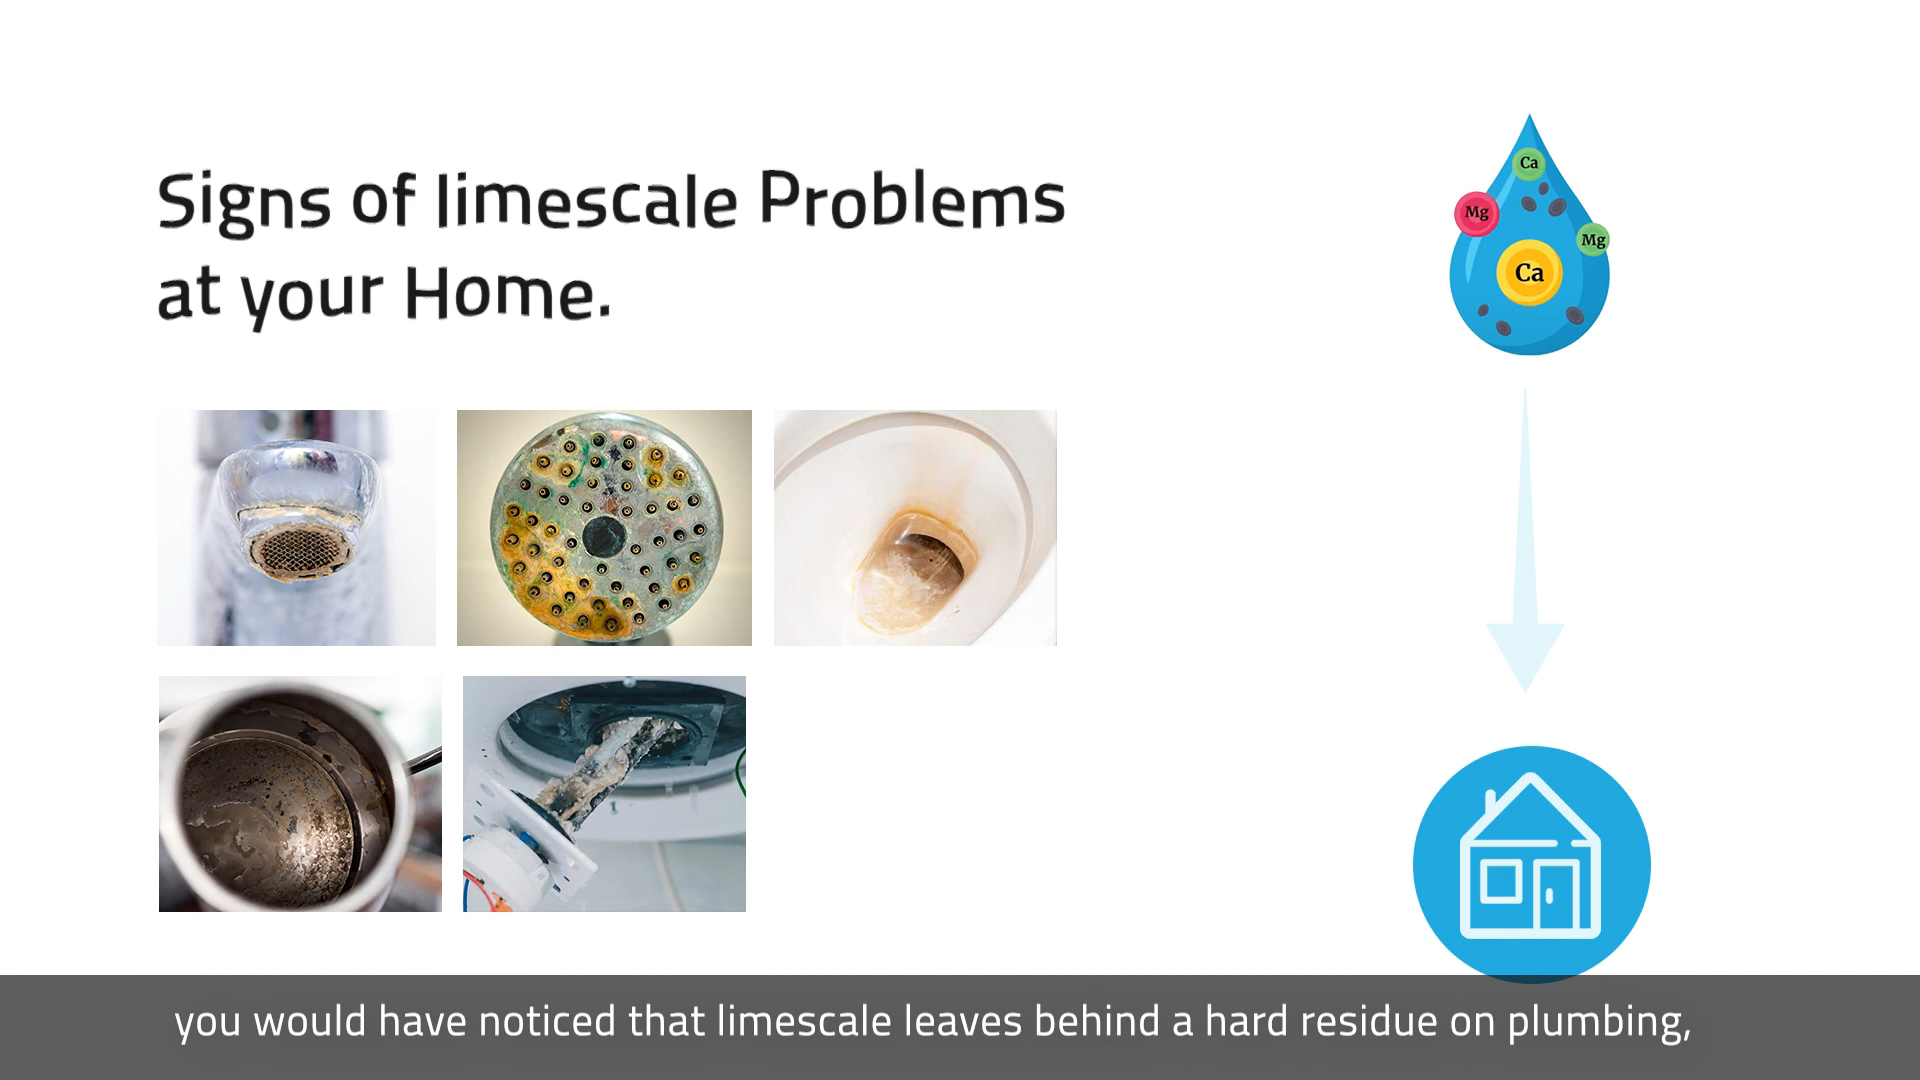 Signs of limescale Problems
at your Home.
Ca
Mg
Mg
Ca
you would have noticed that limescale leaves behind a hard residue on plumbing,